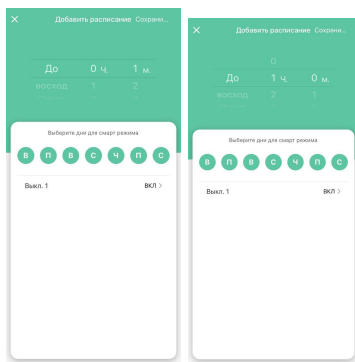 Добавить расписание Сохрани...
До 0 ч. 1 м.
восход 1 2
Выберите дни для смарт режима
В П В С Ч П С
Выкл. 1 ВКЛ
Добавить расписание Сохрани...
0
До 1 ч. 0 м.
восход 2 1
Выберите дни для смарт режима
В П В С Ч П С
Выкл. 1 ВКЛ